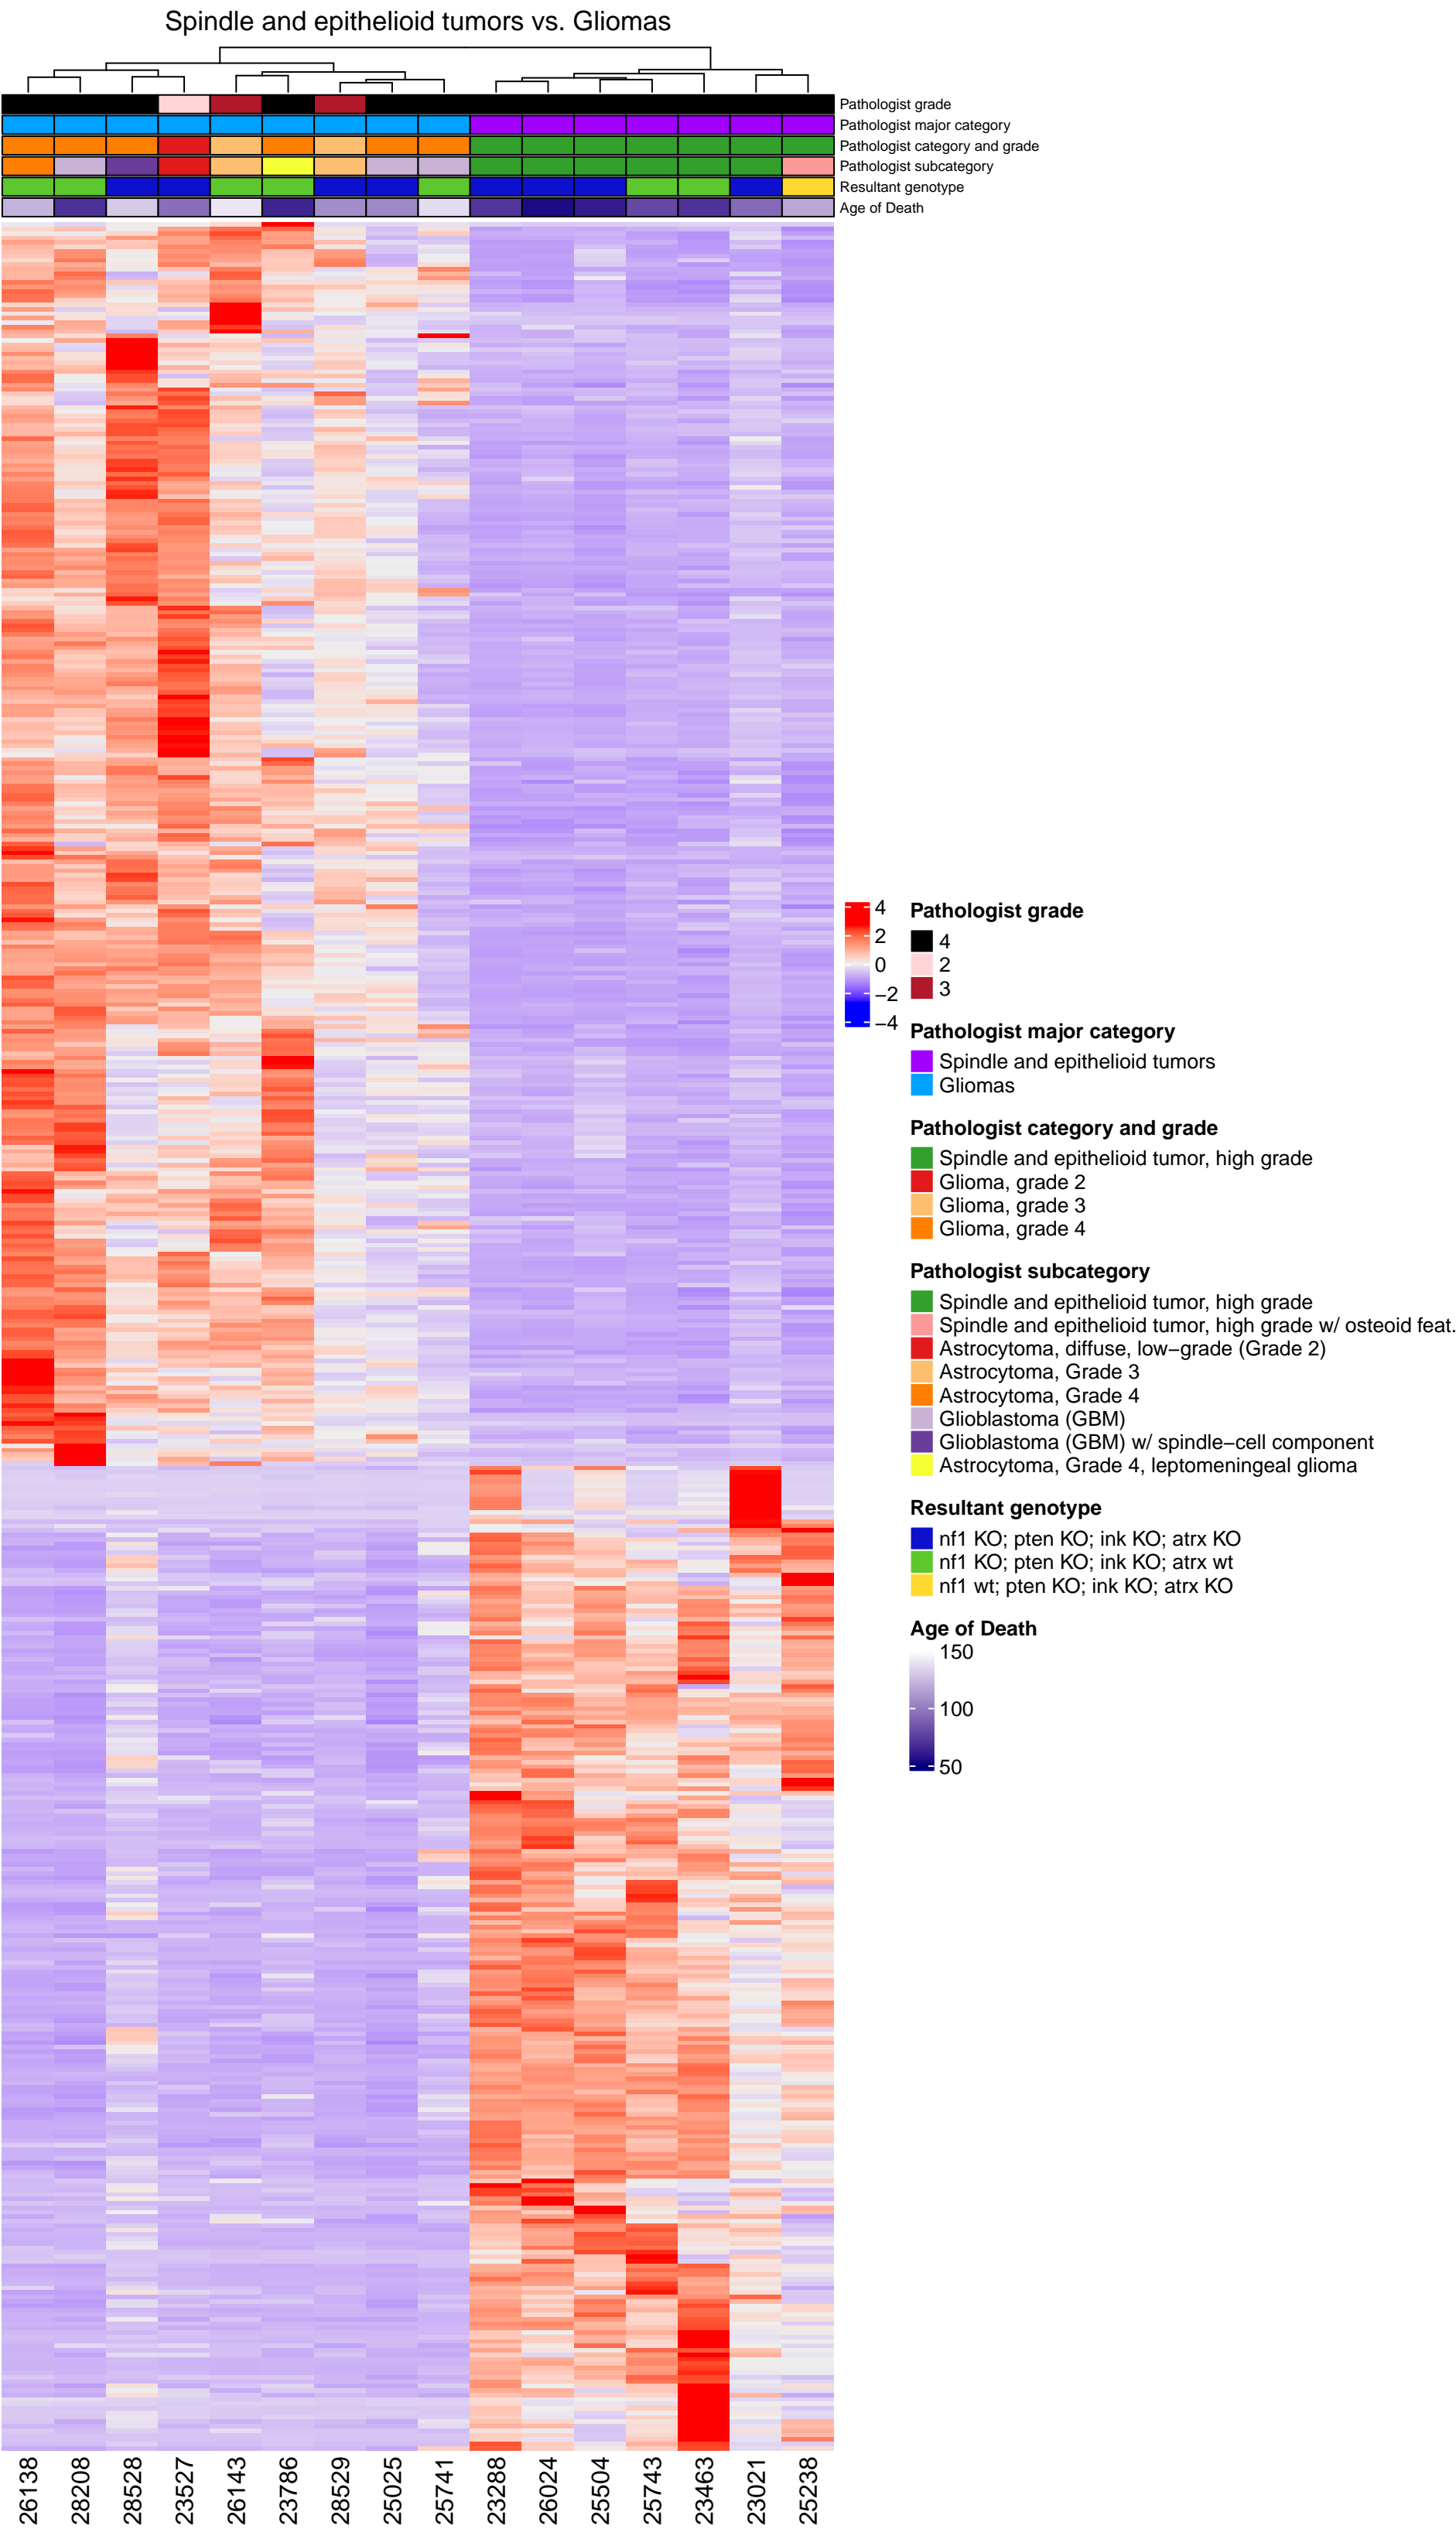 Spindle and epithelioid tumors vs. Gliomas
Pathologist grade
Pathologist major category
Pathologist category and grade
Pathologist subcategory
Resultant genotype
Age of Death
4
2
0
−2
−4
Pathologist grade
4
2
3
Pathologist major category
Spindle and epithelioid tumors
Gliomas
Pathologist category and grade
Spindle and epithelioid tumor, high grade
Glioma, grade 2
Glioma, grade 3
Glioma, grade 4
Pathologist subcategory
Spindle and epithelioid tumor, high grade
Spindle and epithelioid tumor, high grade w/ osteoid feat.
Astrocytoma, diffuse, low−grade (Grade 2)
Astrocytoma, Grade 3
Astrocytoma, Grade 4
Glioblastoma (GBM)
Glioblastoma (GBM) w/ spindle−cell component
Astrocytoma, Grade 4, leptomeningeal glioma
Resultant genotype
nf1 KO; pten KO; ink KO; atrx KO
nf1 KO; pten KO; ink KO; atrx wt
nf1 wt; pten KO; ink KO; atrx KO
Age of Death
150
100
50
26138
28208
28528
23527
26143
23786
28529
25025
25741
23288
26024
25504
25743
23463
23021
25238